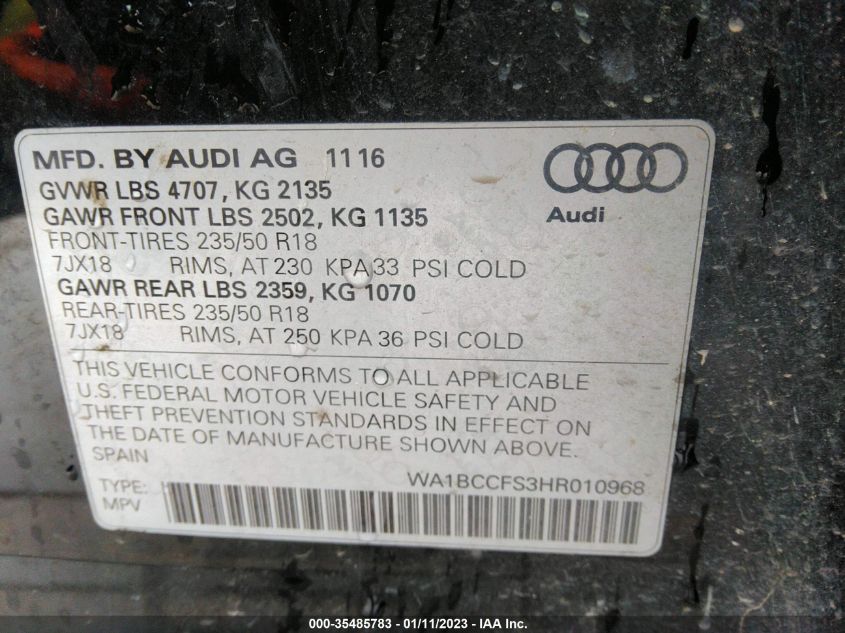 MFD. BY AUDI AG 11 16
Audi
GVWR LBS 4707, KG 2135
GAWR FRONT LBS 2502, KG 1135
FRONT-TIRES 235/50 R18
7JX18 RIMS, AT 230 KPA 33 PSI COLD
GAWR REAR LBS 2359, KG 1070
REAR-TIRES 235/50 R18
7JX18 RIMS, AT 250 KPA 36 PSI COLD
THIS VEHICLE CONFORMS TO ALL APPLICABLE
U.S. FEDERAL MOTOR VEHICLE SAFETY AND
THEFT PREVENTION STANDARDS IN EFFECT ON
THE DATE OF MANUFACTURE SHOWN ABOVE.
SPAIN
WA1BCCFS3HR010968
TYPE:
MPV
000-35485783 - 01/11/2023 - IAA Inc.